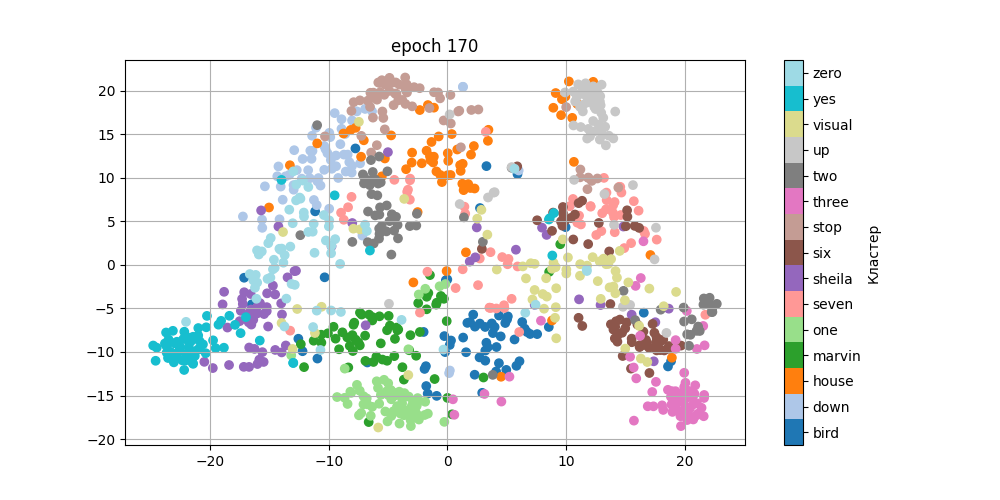 epoch 170
20
15
10
5
0
−5
−10
−15
−20
−20
−10
0
10
20
zero
yes
visual
up
two
three
stop
six
sheila
seven
one
marvin
house
down
bird
Кластер